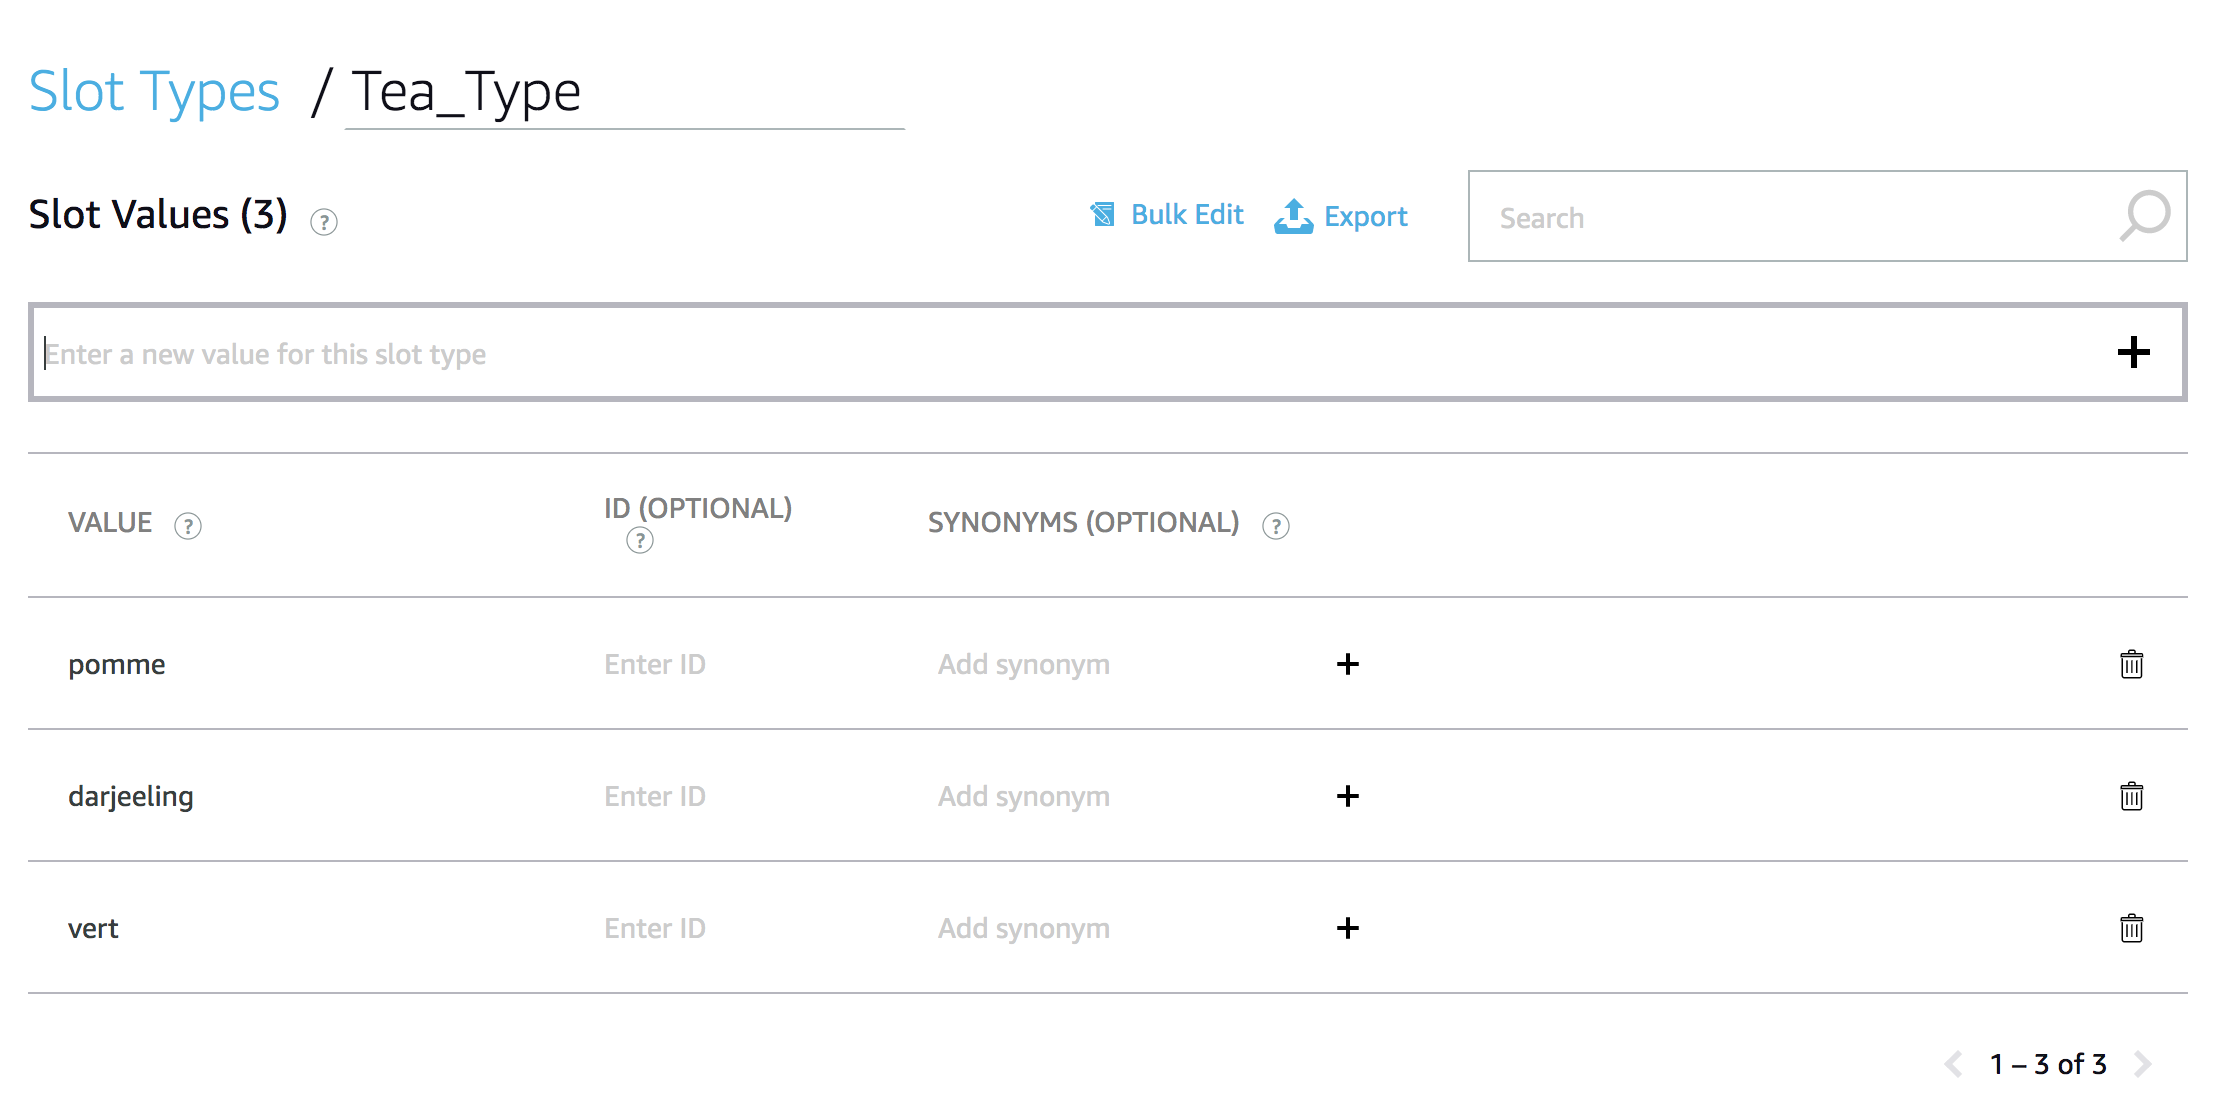 Slot Types / Tea_Type
Slot Values (3) ?
Bulk Edit Export Search
Enter a new value for this slot type +
VALUE ? ID (OPTIONAL) ? SYNONYMS (OPTIONAL) ?
pomme Enter ID Add synonym +
darjeeling Enter ID Add synonym +
vert Enter ID Add synonym +
1 – 3 of 3